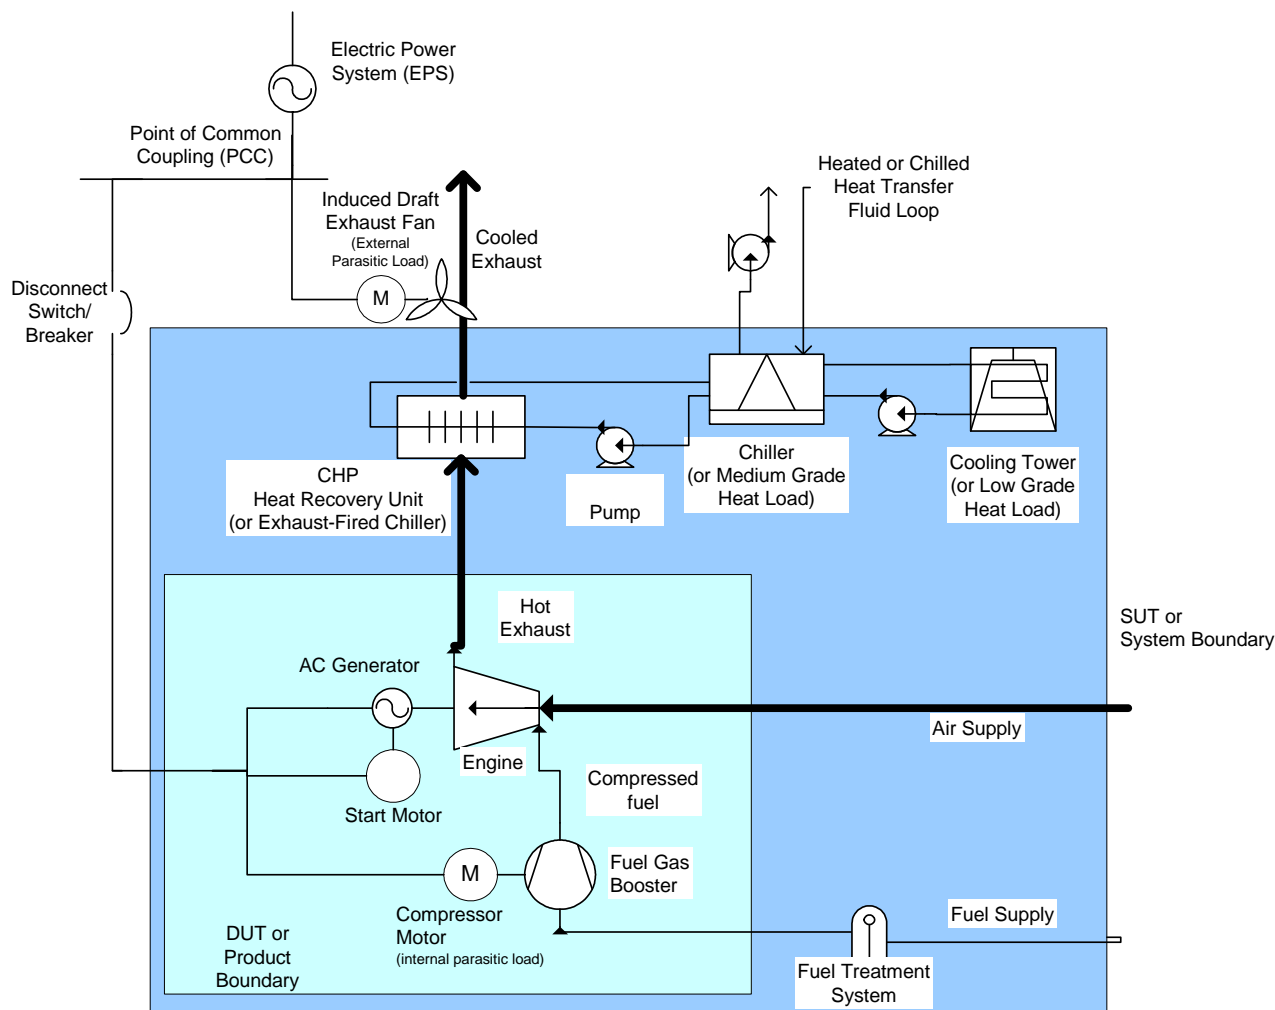 Electric Power
System (EPS)
Point of Common
Coupling (PCC)
Induced Draft
Exhaust Fan
(External
Parasitic Load)
Cooled
Exhaust
Heated or Chilled
Heat Transfer
Fluid Loop
Disconnect
Switch/
Breaker
M
CHP
Heat Recovery Unit
(or Exhaust-Fired Chiller)
Pump
Chiller
(or Medium Grade
Heat Load)
Cooling Tower
(or Low Grade
Heat Load)
Hot
Exhaust
SUT or
System Boundary
AC Generator
Air Supply
Engine
Compressed
fuel
Start Motor
M
Fuel Gas
Booster
Compressor
Motor
(internal parasitic load)
DUT or
Product
Boundary
Fuel Supply
Fuel Treatment
System